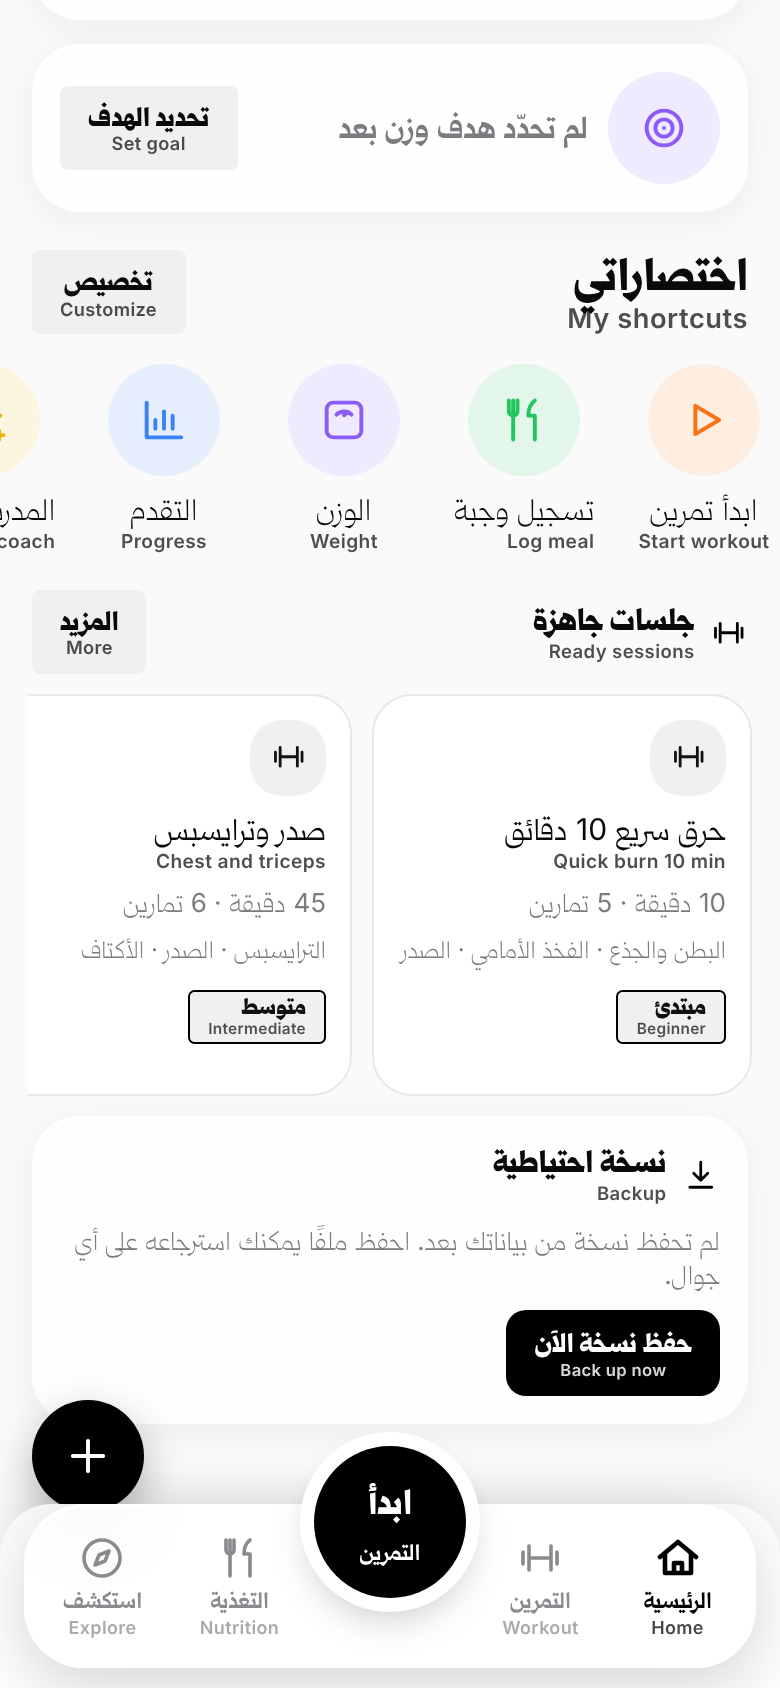 لم تحدّد هدف وزن بعد
تحديد الهدف
Set goal
اختصاراتي
My shortcuts
تخصيص
Customize
ابدأ تمرين
Start workout
تسجيل وجبة
Log meal
الوزن
Weight
التقدم
Progress
المدر
coach
جلسات جاهزة
Ready sessions
المزيد
More
حرق سريع 10 دقائق
Quick burn 10 min
10 دقيقة · 5 تمارين
البطن والجذع · الفخذ الأمامي · الصدر
مبتدئ
Beginner
صدر وترايسبس
Chest and triceps
45 دقيقة · 6 تمارين
الترايسبس · الصدر · الأكتاف
متوسط
Intermediate
نسخة احتياطية
Backup
لم تحفظ نسخة من بياناتك بعد. احفظ ملفًا يمكنك استرجاعه على أي
جوال.
حفظ نسخة الآن
Back up now
الرئيسية
Home
التمرين
Workout
ابدأ
التمرين
التغذية
Nutrition
استكشف
Explore